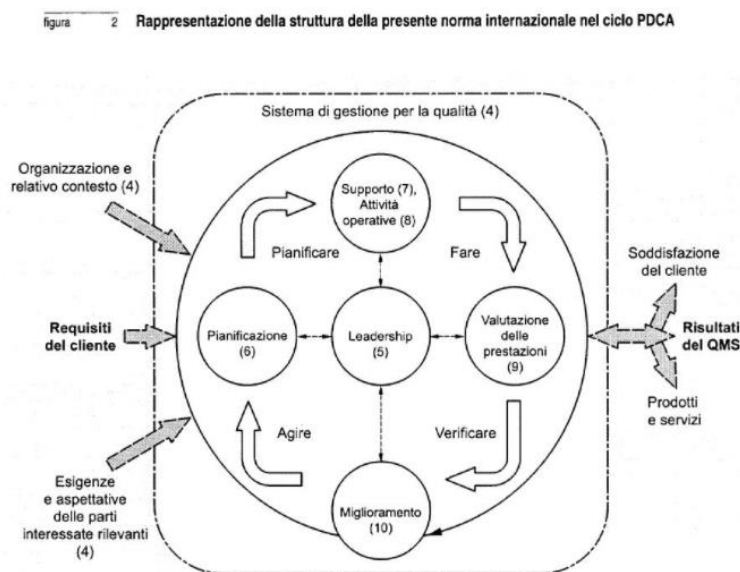 figura 2 Rappresentazione della struttura della presente norma internazionale nel ciclo PDCA
Sistema di gestione per la qualità (4)
Organizzazione e
relativo contesto (4)
Supporto (7),
Attività
operative (8)
Pianificare
Fare
Soddisfazione
del cliente
Requisiti
del cliente
Pianificazione
(6)
Leadership
(5)
Valutazione
delle
prestazioni
(9)
Risultati
del QMS
Prodotti
e servizi
Agire
Verificare
Esigenze
e aspettative
delle parti
interessate rilevanti
(4)
Miglioramento
(10)